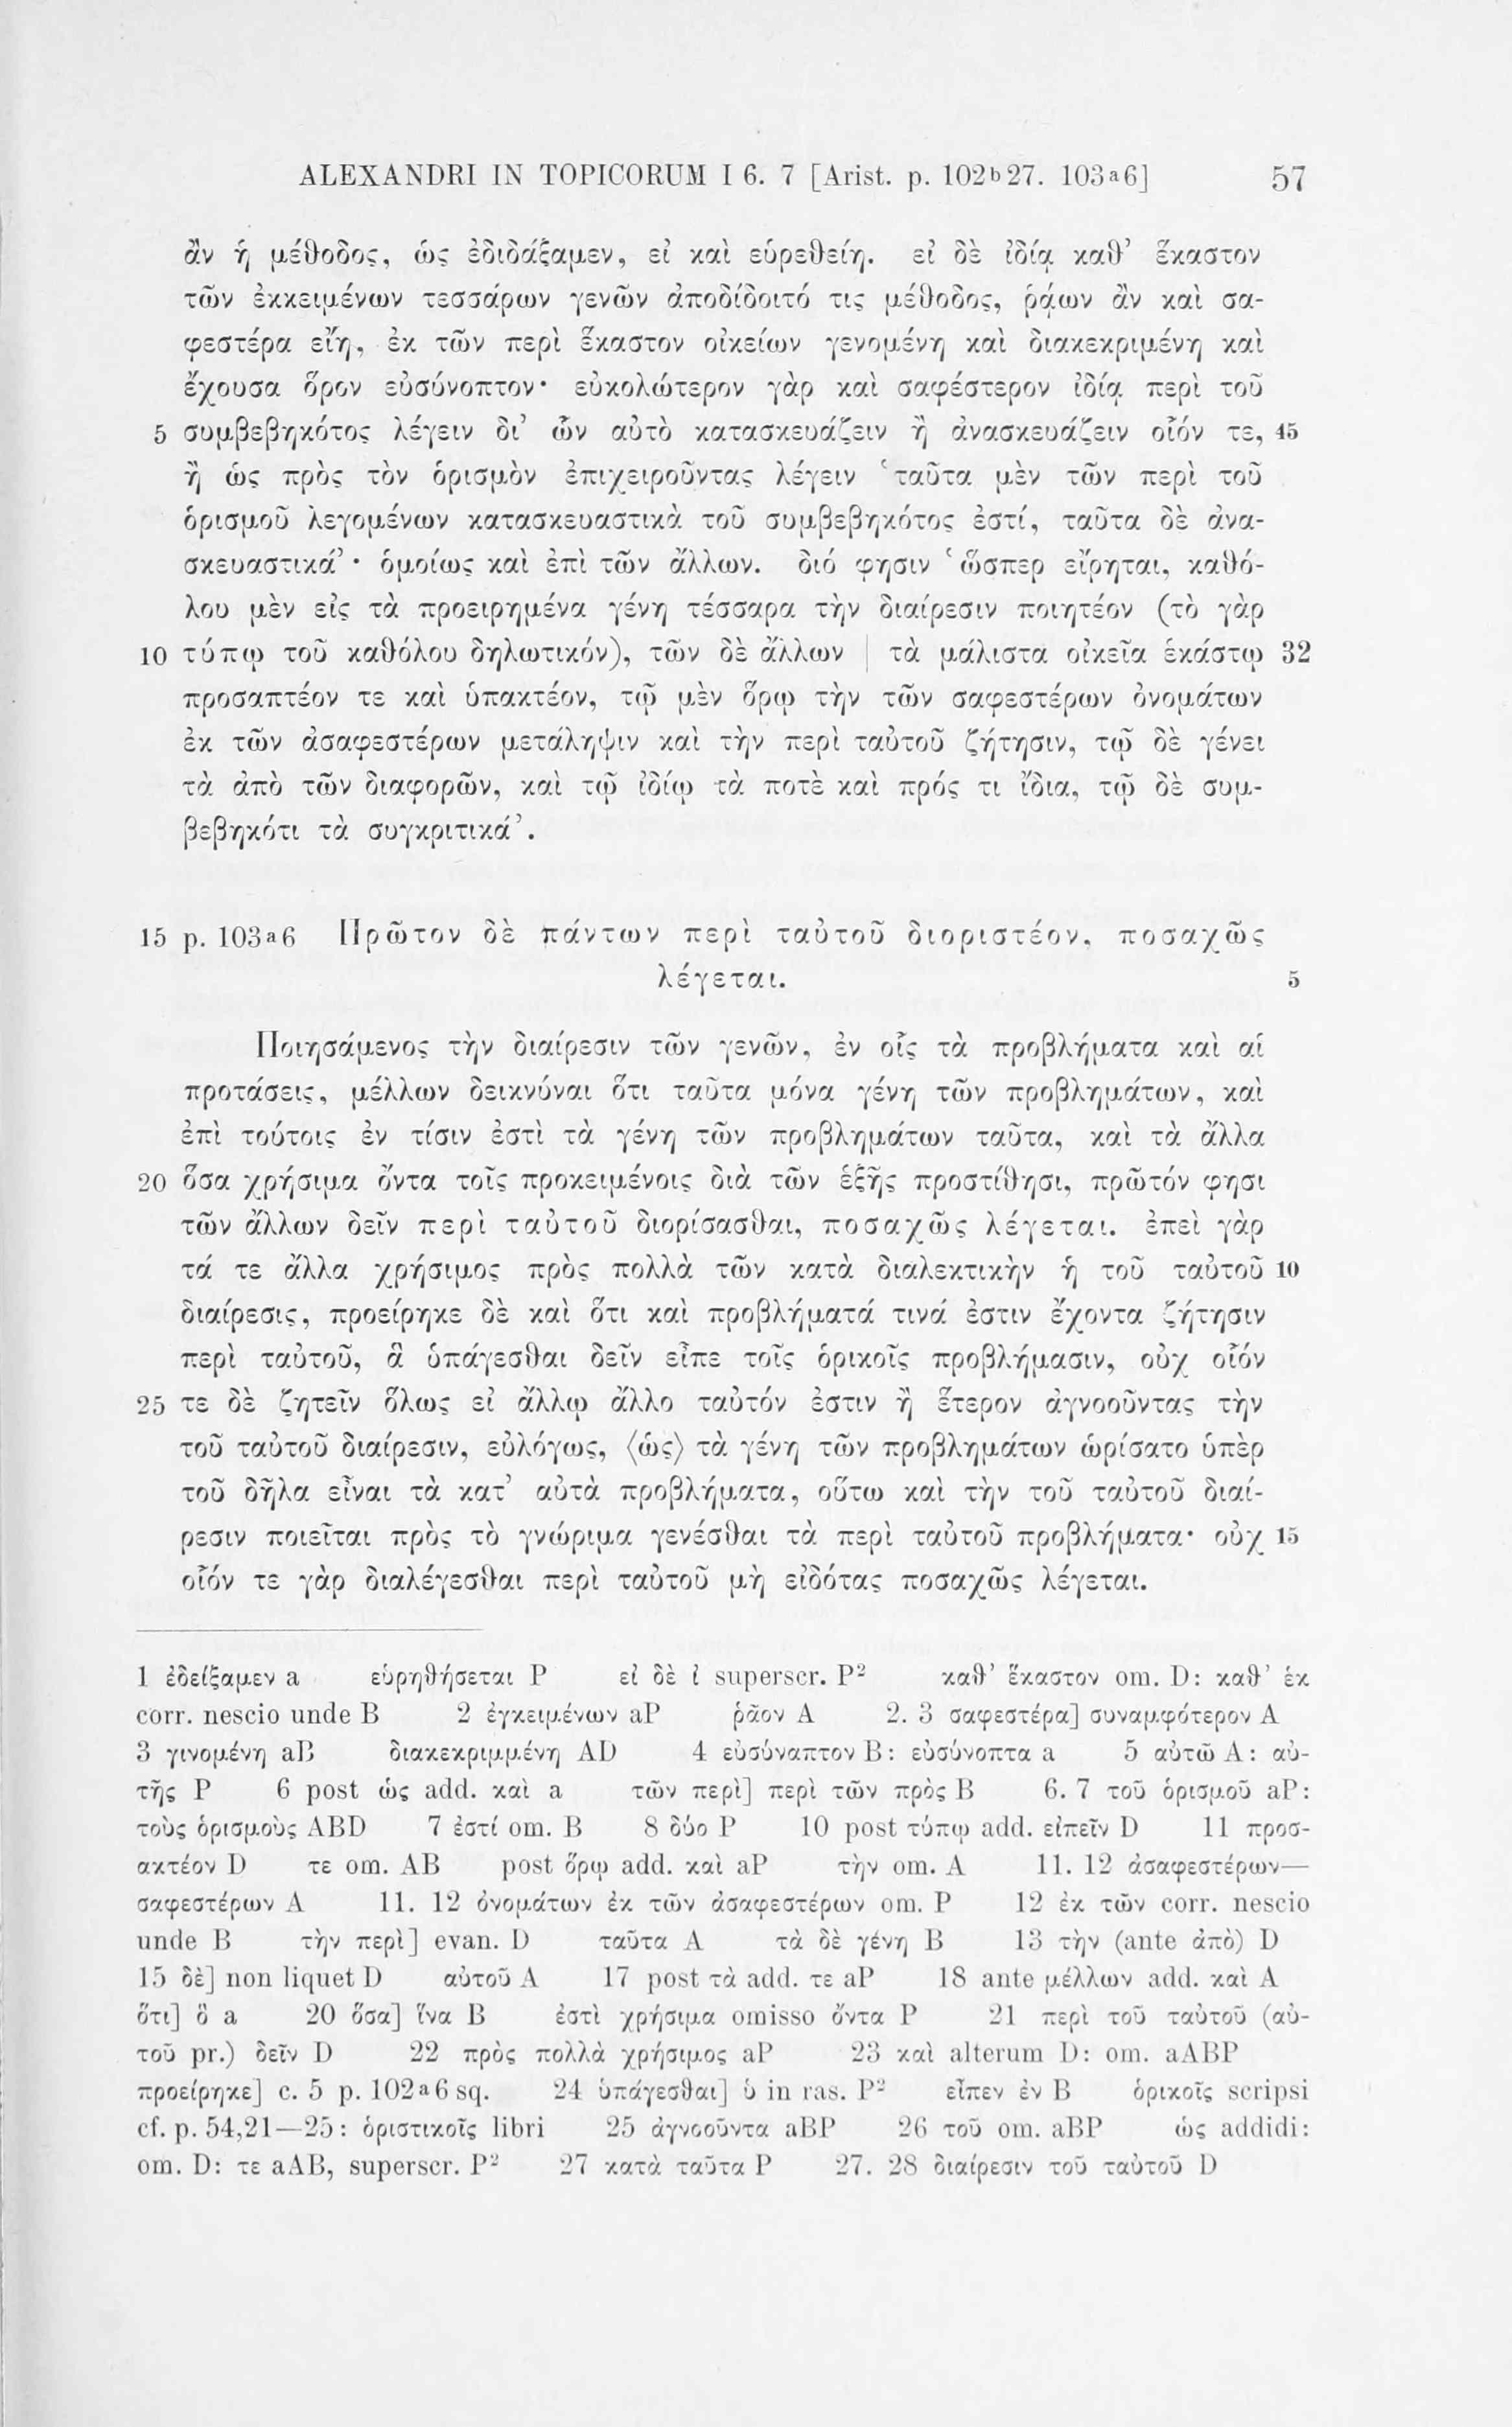 ALEXANDRI IN TOPICORUM I 6. 7 [Arist. p. 102b27. 103a6] 57
ἂν ἡ μέθοδος, ὡς ἐδιδάξαμεν, εἰ καὶ εὑρεθείη. εἰ δὲ ἰδίᾳ καθ’ ἕκαστον
τῶν ἐκκειμένων τεσσάρων γενῶν ἀποδίδοιτό τις μέθοδος, ῥᾴων ἂν καὶ σα-
φεστέρα εἴη, ἐκ τῶν περὶ ἕκαστον οἰκείων γενομένη καὶ διακεκριμένη καὶ
ἔχουσα ὅρον εὐσύνοπτον· εὐκολώτερον γὰρ καὶ σαφέστερον ἰδίᾳ περὶ τοῦ
5 συμβεβηκότος λέγειν δι’ ὧν αὐτὸ κατασκευάζειν ἢ ἀνασκευάζειν οἷόν τε, 45
ἢ ὡς πρὸς τὸν ὁρισμὸν ἐπιχειροῦντας λέγειν ‘ταῦτα μὲν τῶν περὶ τοῦ
ὁρισμοῦ λεγομένων κατασκευαστικὰ τοῦ συμβεβηκότος ἐστί, ταῦτα δὲ ἀνα-
σκευαστικά’· ὁμοίως καὶ ἐπὶ τῶν ἄλλων. διό φησιν ‘ὥσπερ εἴρηται, καθό-
λου μὲν εἰς τὰ προειρημένα γένη τέσσαρα τὴν διαίρεσιν ποιητέον (τὸ γὰρ
10 τύπῳ τοῦ καθόλου δηλωτικόν), τῶν δὲ ἄλλων | τὰ μάλιστα οἰκεῖα ἑκάστῳ 32
προσαπτέον τε καὶ ὑπακτέον, τῷ μὲν ὅρῳ τὴν τῶν σαφεστέρων ὀνομάτων
ἐκ τῶν ἀσαφεστέρων μετάληψιν καὶ τὴν περὶ ταὐτοῦ ζήτησιν, τῷ δὲ γένει
τὰ ἀπὸ τῶν διαφορῶν, καὶ τῷ ἰδίῳ τὰ ποτὲ καὶ πρός τι ἴδια, τῷ δὲ συμ-
βεβηκότι τὰ συγκριτικά’.
15 p. 103a6 Πρῶτον δὲ πάντων περὶ ταὐτοῦ διοριστέον, ποσαχῶς
λέγεται. 5
Ποιησάμενος τὴν διαίρεσιν τῶν γενῶν, ἐν οἷς τὰ προβλήματα καὶ αἱ
προτάσεις, μέλλων δεικνύναι ὅτι ταῦτα μόνα γένη τῶν προβλημάτων, καὶ
ἐπὶ τούτοις ἐν τίσιν ἐστὶ τὰ γένη τῶν προβλημάτων ταῦτα, καὶ τὰ ἄλλα
20 ὅσα χρήσιμα ὄντα τοῖς προκειμένοις διὰ τῶν ἑξῆς προστίθησι, πρῶτόν φησι
τῶν ἄλλων δεῖν περὶ ταὐτοῦ διορίσασθαι, ποσαχῶς λέγεται. ἐπεὶ γὰρ
τά τε ἄλλα χρήσιμος πρὸς πολλὰ τῶν κατὰ διαλεκτικὴν ἡ τοῦ ταὐτοῦ 10
διαίρεσις, προείρηκε δὲ καὶ ὅτι καὶ προβλήματά τινά ἐστιν ἔχοντα ζήτησιν
περὶ ταὐτοῦ, ἃ ὑπάγεσθαι δεῖν εἶπε τοῖς ὁρικοῖς προβλήμασιν, οὐχ οἷόν
25 τε δὲ ζητεῖν ὅλως εἰ ἄλλῳ ἄλλο ταὐτόν ἐστιν ἢ ἕτερον ἀγνοοῦντας τὴν
τοῦ ταὐτοῦ διαίρεσιν, εὐλόγως, ⟨ὡς⟩ τὰ γένη τῶν προβλημάτων ὡρίσατο ὑπὲρ
τοῦ δῆλα εἶναι τὰ κατ’ αὐτὰ προβλήματα, οὕτω καὶ τὴν τοῦ ταὐτοῦ διαί-
ρεσιν ποιεῖται πρὸς τὸ γνώριμα γενέσθαι τὰ περὶ ταὐτοῦ προβλήματα· οὐχ 15
οἷόν τε γὰρ διαλέγεσθαι περὶ ταὐτοῦ μὴ εἰδότας ποσαχῶς λέγεται.
1 ἐδείξαμεν a εὑρηθήσεται P εἰ δὲ ἰ superscr. P² καθ’ ἕκαστον om. D: καθ’ ἑκ
corr. nescio unde B 2 ἐγκειμένων aP ῥᾶον A 2. 3 σαφεστέρα] συναμφότερον A
3 γινομένη aB διακεκριμμένη AD 4 εὐσύναπτον B: εὐσύνοπτα a 5 αὐτῶ A: αὐ-
τῆς P 6 post ὡς add. καὶ a τῶν περὶ] περὶ τῶν πρὸς B 6. 7 τοῦ ὁρισμοῦ aP:
τοὺς ὁρισμοὺς ABD 7 ἐστί om. B 8 δύο P 10 post τύπῳ add. εἰπεῖν D 11 προσ-
ακτέον D τε om. AB post ὅρῳ add. καὶ aP τὴν om. A 11. 12 ἀσαφεστέρων—
σαφεστέρων A 11. 12 ὀνομάτων ἐκ τῶν ἀσαφεστέρων om. P 12 ἐκ τῶν corr. nescio
unde B τὴν περὶ] evan. D ταῦτα A τὰ δὲ γένη B 13 τὴν (ante ἀπὸ) D
15 δὲ] non liquet D αὐτοῦ A 17 post τὰ add. τε aP 18 ante μέλλων add. καὶ A
ὅτι] ὃ a 20 ὅσα] ἵνα B ἐστὶ χρήσιμα omisso ὄντα P 21 περὶ τοῦ ταὐτοῦ (αὐ-
τοῦ pr.) δεῖν D 22 πρὸς πολλὰ χρήσιμος aP 23 καὶ alterum D: om. aABP
προείρηκε] c. 5 p. 102a6 sq. 24 ὑπάγεσθαι] ὑ in ras. P² εἶπεν ἐν B ὁρικοῖς scripsi
cf. p. 54,21—25: ὁριστικοῖς libri 25 ἀγνοοῦντα aBP 26 τοῦ om. aBP ὡς addidi:
om. D: τε aAB, superscr. P² 27 κατὰ ταῦτα P 27. 28 διαίρεσιν τοῦ ταὐτοῦ D